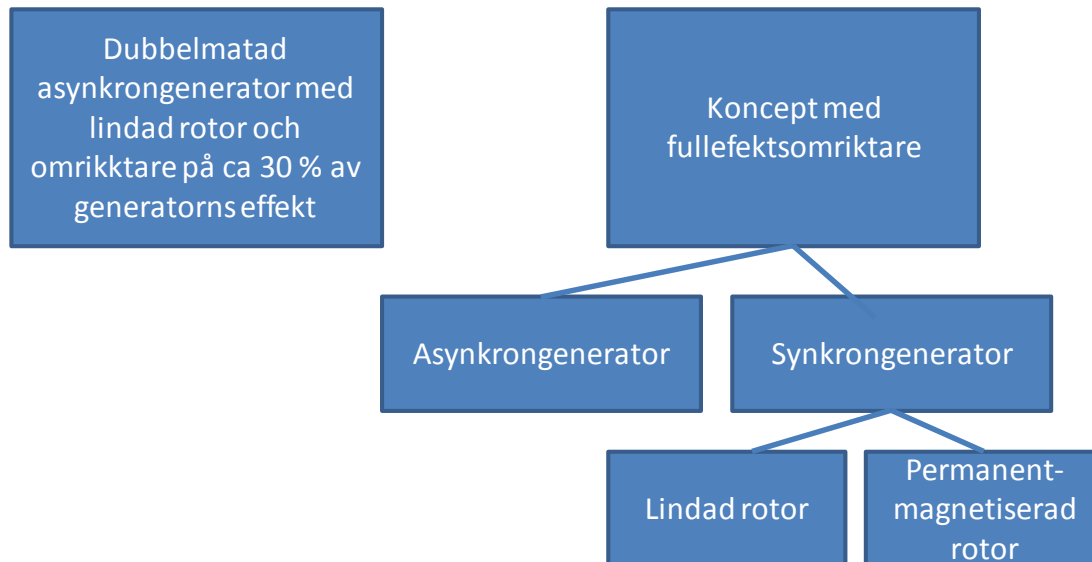 Dubbelmatad
asynkrongenerator med
lindad rotor och
omrikktare på ca 30 % av
generatorns effekt
Koncept med
fullefektsomriktare
Asynkrongenerator
Synkrongenerator
Lindad rotor
Permanent-
magnetiserad
rotor